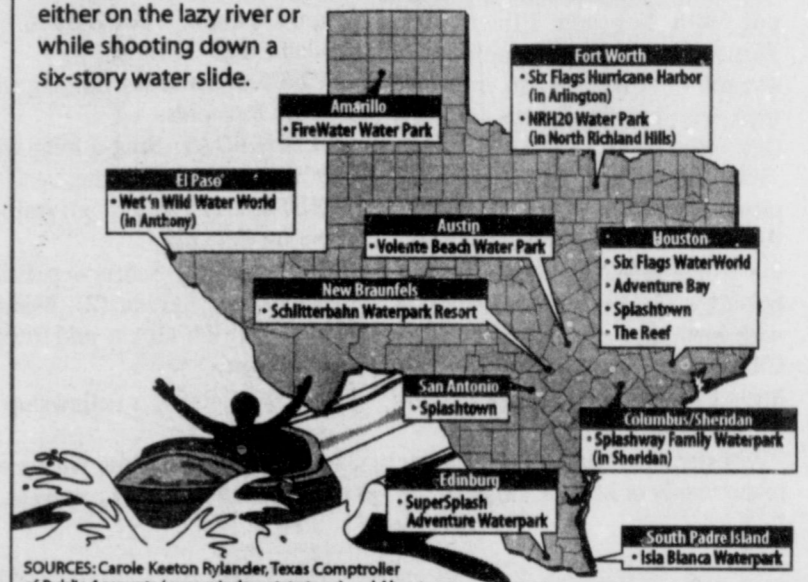 either on the lazy river or
while shooting down a
six-story water slide.
Fort Worth
• Six Flags Hurricane Harbor
(in Arlington)
• NRH20 Water Park
(in North Richland Hills)
Amarillo
• FireWater Water Park
El Paso
• Wet 'n Wild Water World
(in Anthony)
Austin
• Volente Beach Water Park
Houston
• Six Flags WaterWorld
• Adventure Bay
• Splashtown
• The Reef
New Braunfels
• Schlitterbahn Waterpark Resort
San Antonio
• Splashtown
Columbus/Sheridan
• Splashway Family Waterpark
(in Sheridan)
Edinburg
• SuperSplash
Adventure Waterpark
South Padre Island
• Isla Blanca Waterpark
SOURCES: Carole Keeton Rylander, Texas Comptroller